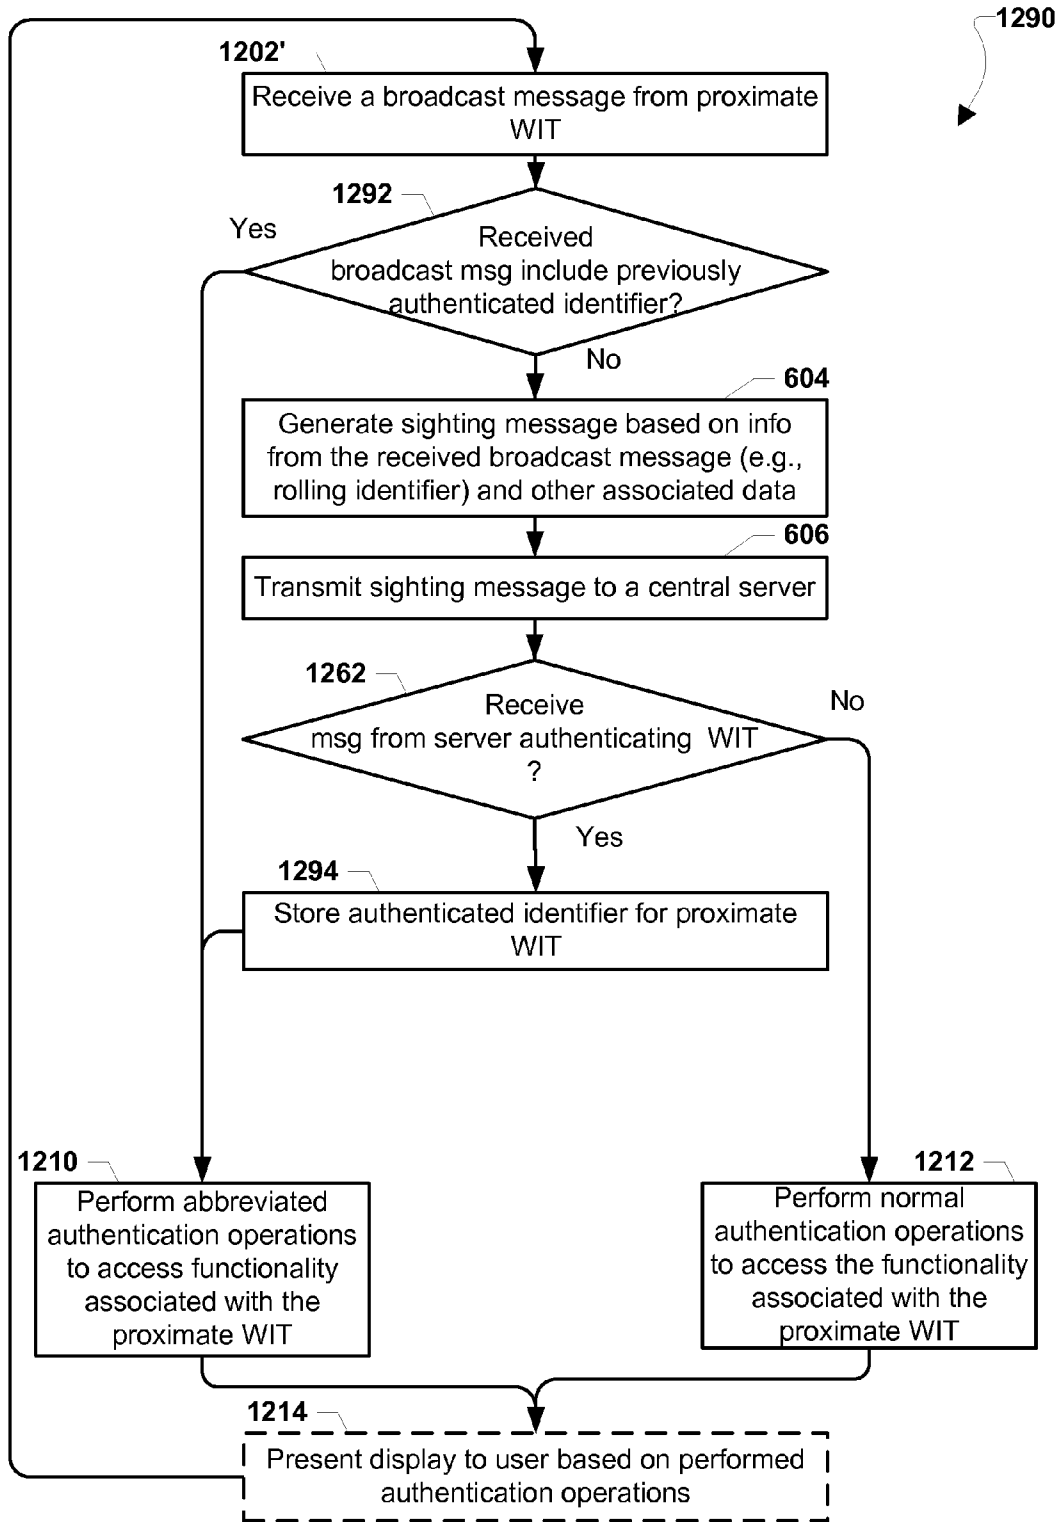 1290
1202'
Receive a broadcast message from proximate
WIT
1292
Yes
Received
broadcast msg include previously
authenticated identifier?
No
604
Generate sighting message based on info
from the received broadcast message (e.g.,
rolling identifier) and other associated data
606
Transmit sighting message to a central server
1262
Receive
msg from server authenticating WIT
?
No
Yes
1294
Store authenticated identifier for proximate
WIT
1210
Perform abbreviated
authentication operations
to access functionality
associated with the
proximate WIT
1212
Perform normal
authentication operations
to access the functionality
associated with the
proximate WIT
1214
Present display to user based on performed
authentication operations